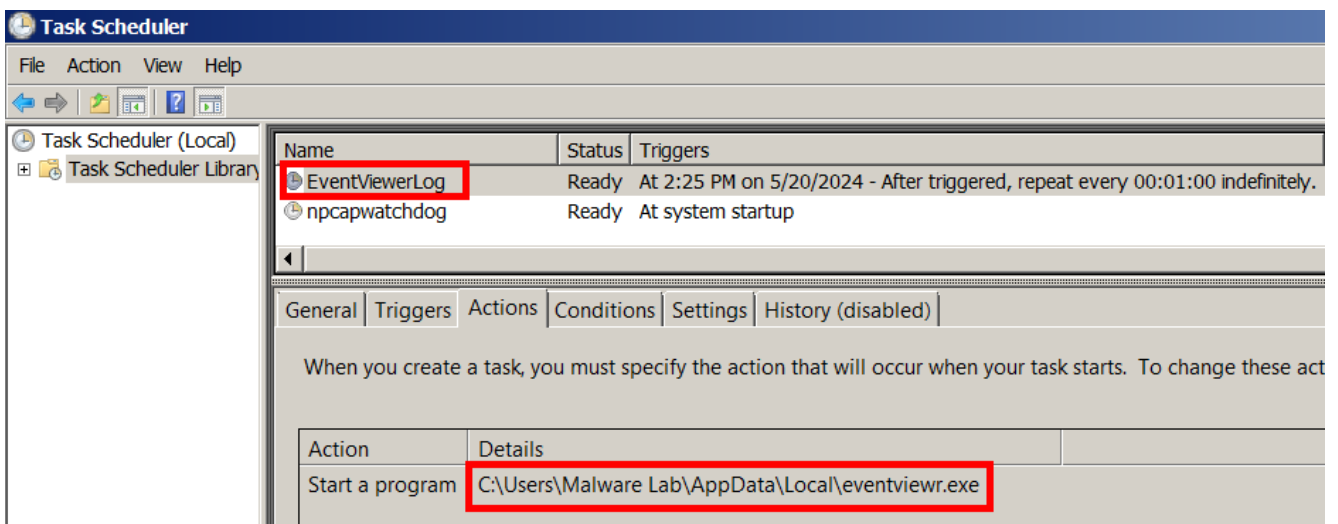 Task Scheduler
File Action View Help
Task Scheduler (Local)
Task Scheduler Library
Name Status Triggers
EventViewerLog Ready At 2:25 PM on 5/20/2024 - After triggered, repeat every 00:01:00 indefinitely.
npcapwatchdog Ready At system startup
General Triggers Actions Conditions Settings History (disabled)
When you create a task, you must specify the action that will occur when your task starts. To change these act
Action Details
Start a program C:\Users\Malware Lab\AppData\Local\eventviewr.exe